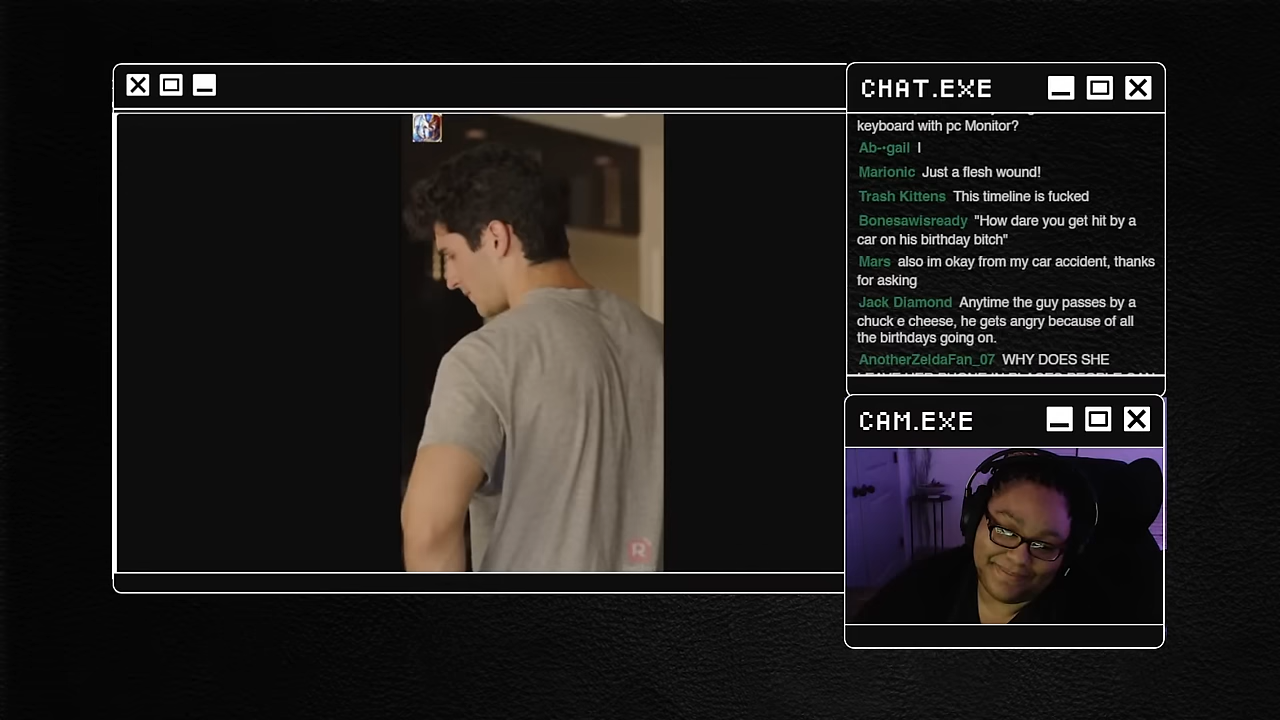 CHAT.EXE
keyboard with pc Monitor?
Ab-•gail I
Marionic Just a flesh wound!
Trash Kittens This timeline is fucked
Bonesawisready "How dare you get hit by a
car on his birthday bitch"
Mars also im okay from my car accident, thanks
for asking
Jack Diamond Anytime the guy passes by a
chuck e cheese, he gets angry because of all
the birthdays going on.
AnotherZeldaFan_07 WHY DOES SHE
CAM.EXE
R